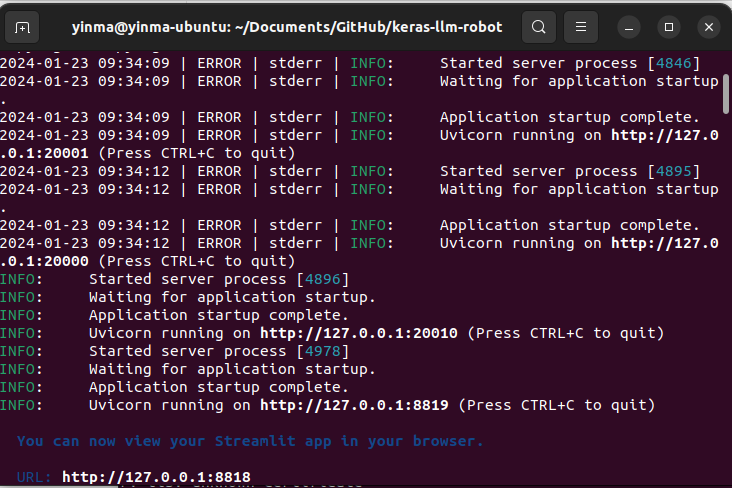 yinma@yinma-ubuntu: ~/Documents/GitHub/keras-llm-robot
2024-01-23 09:34:09 | ERROR | stderr | INFO:     Started server process [4846]
2024-01-23 09:34:09 | ERROR | stderr | INFO:     Waiting for application startup
.
2024-01-23 09:34:09 | ERROR | stderr | INFO:     Application startup complete.
2024-01-23 09:34:09 | ERROR | stderr | INFO:     Uvicorn running on http://127.0
.0.1:20001 (Press CTRL+C to quit)
2024-01-23 09:34:12 | ERROR | stderr | INFO:     Started server process [4895]
2024-01-23 09:34:12 | ERROR | stderr | INFO:     Waiting for application startup
.
2024-01-23 09:34:12 | ERROR | stderr | INFO:     Application startup complete.
2024-01-23 09:34:12 | ERROR | stderr | INFO:     Uvicorn running on http://127.0
.0.1:20000 (Press CTRL+C to quit)
INFO:     Started server process [4896]
INFO:     Waiting for application startup.
INFO:     Application startup complete.
INFO:     Uvicorn running on http://127.0.0.1:20010 (Press CTRL+C to quit)
INFO:     Started server process [4978]
INFO:     Waiting for application startup.
INFO:     Application startup complete.
INFO:     Uvicorn running on http://127.0.0.1:8819 (Press CTRL+C to quit)
You can now view your Streamlit app in your browser.
URL: http://127.0.0.1:8818